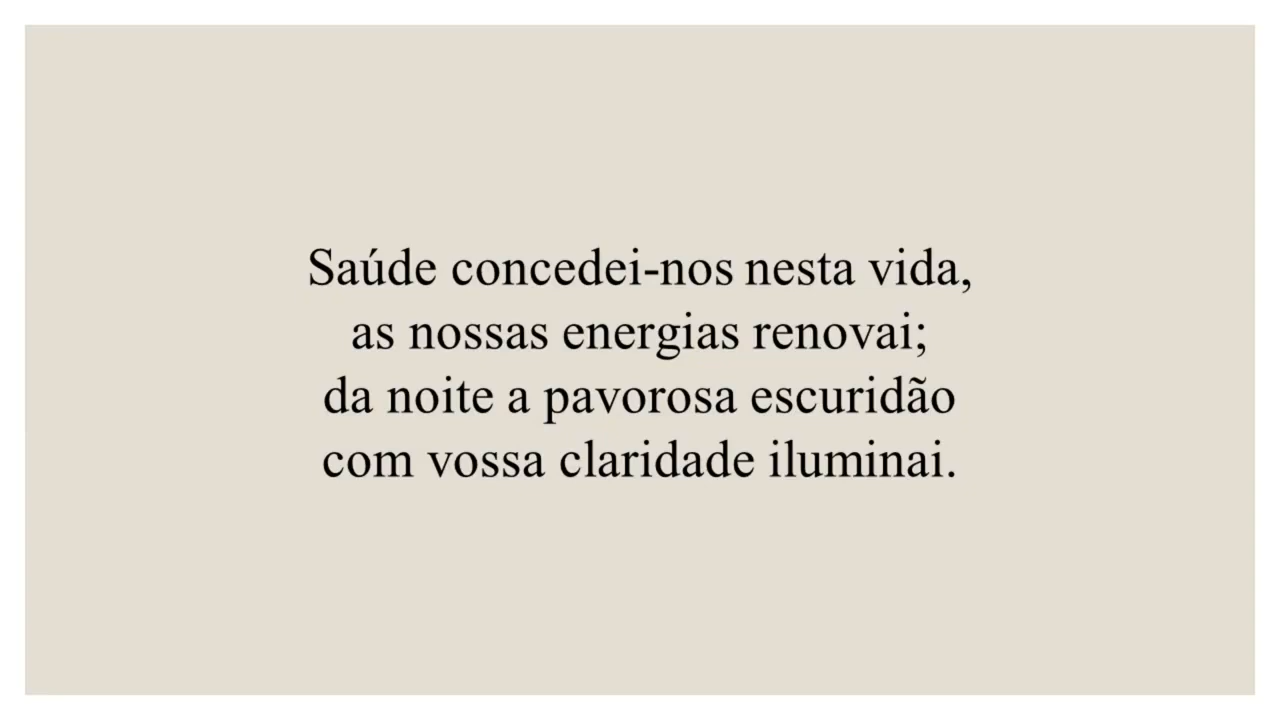 Saúde concedei-nos nesta vida,
as nossas energias renovai;
da noite a pavorosa escuridão
com vossa claridade iluminai.